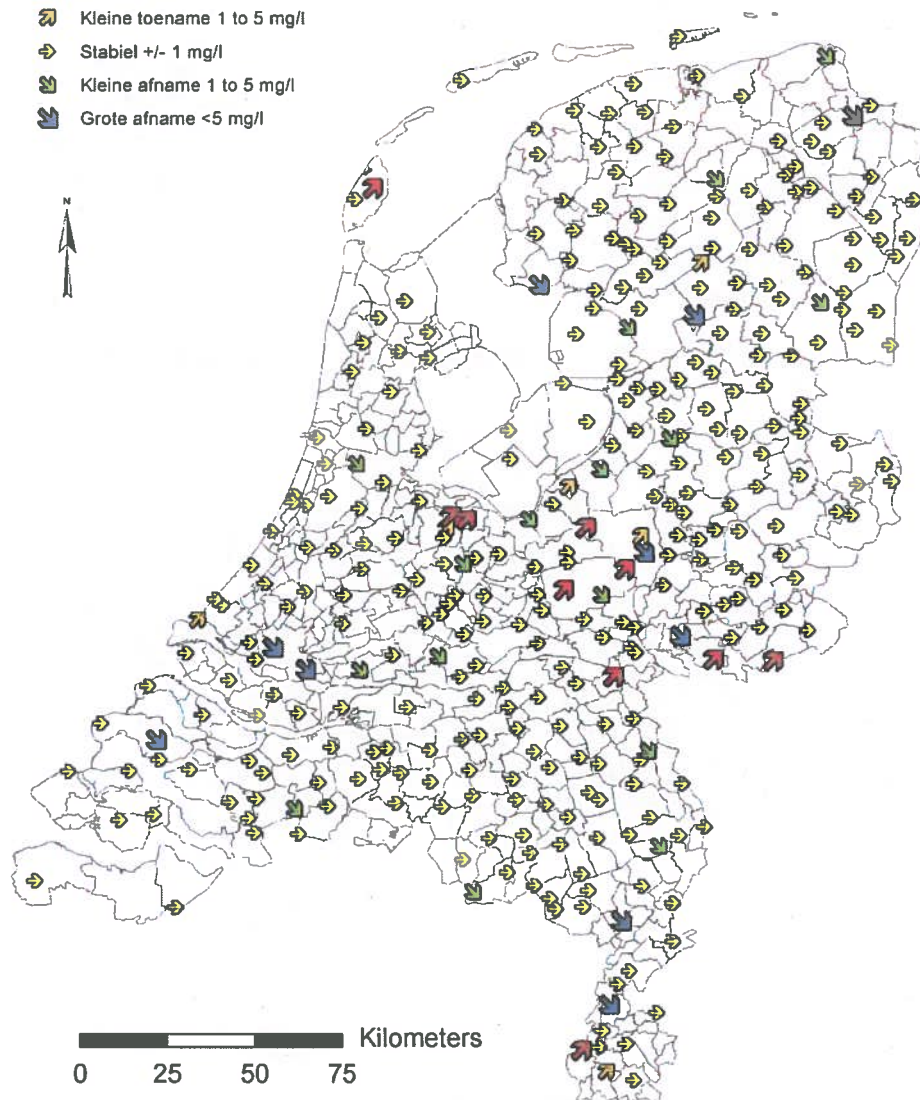 Kleine toename 1 to 5 mg/l
Stabiel +/- 1 mg/l
Kleine afname 1 to 5 mg/l
Grote afname <5 mg/l
N
Kilometers
0 25 50 75